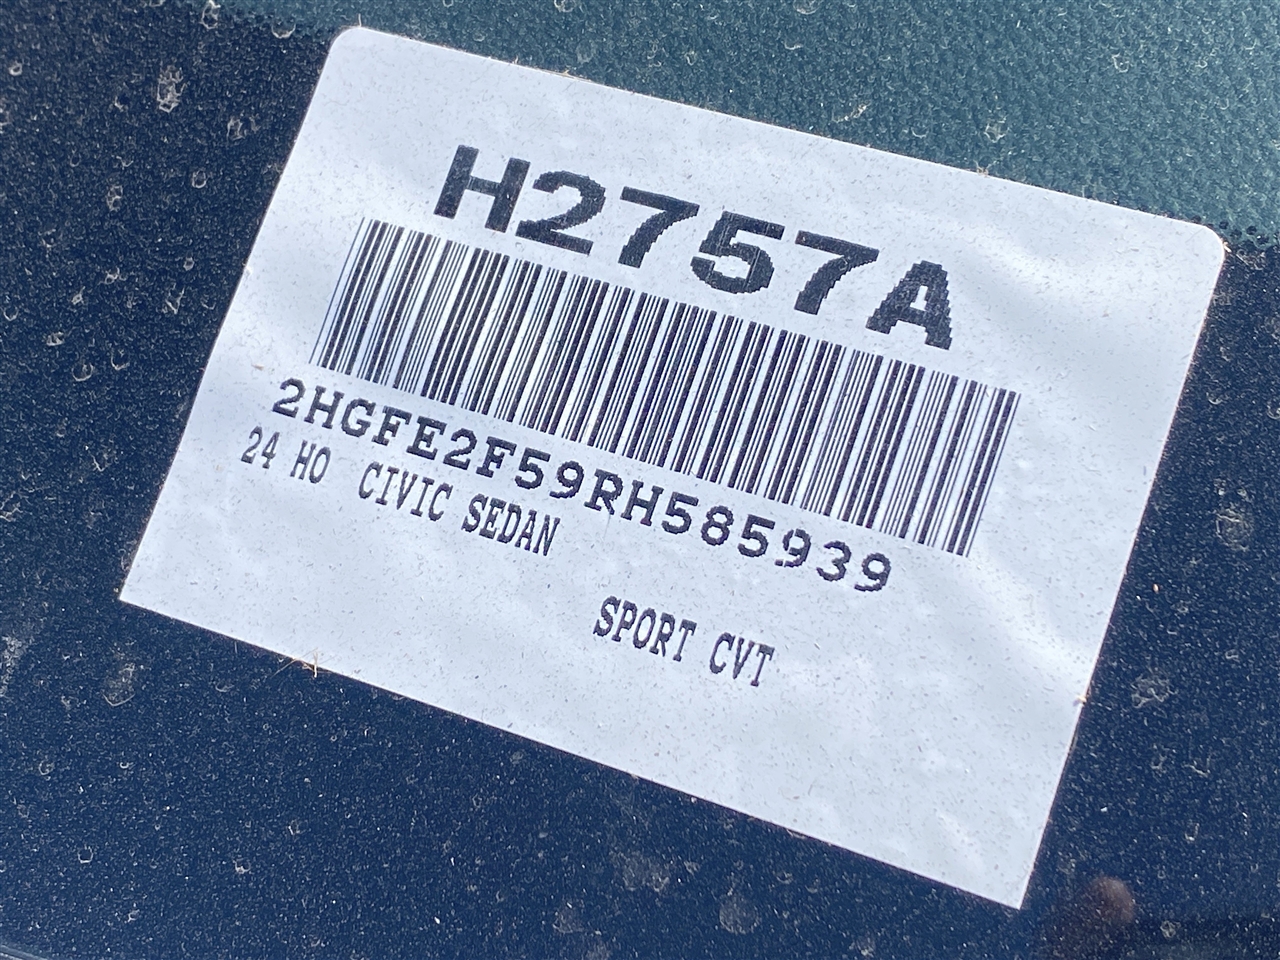 H2757A
2HGFE2F59RH585939
24 HO CIVIC SEDAN
SPORT CVT